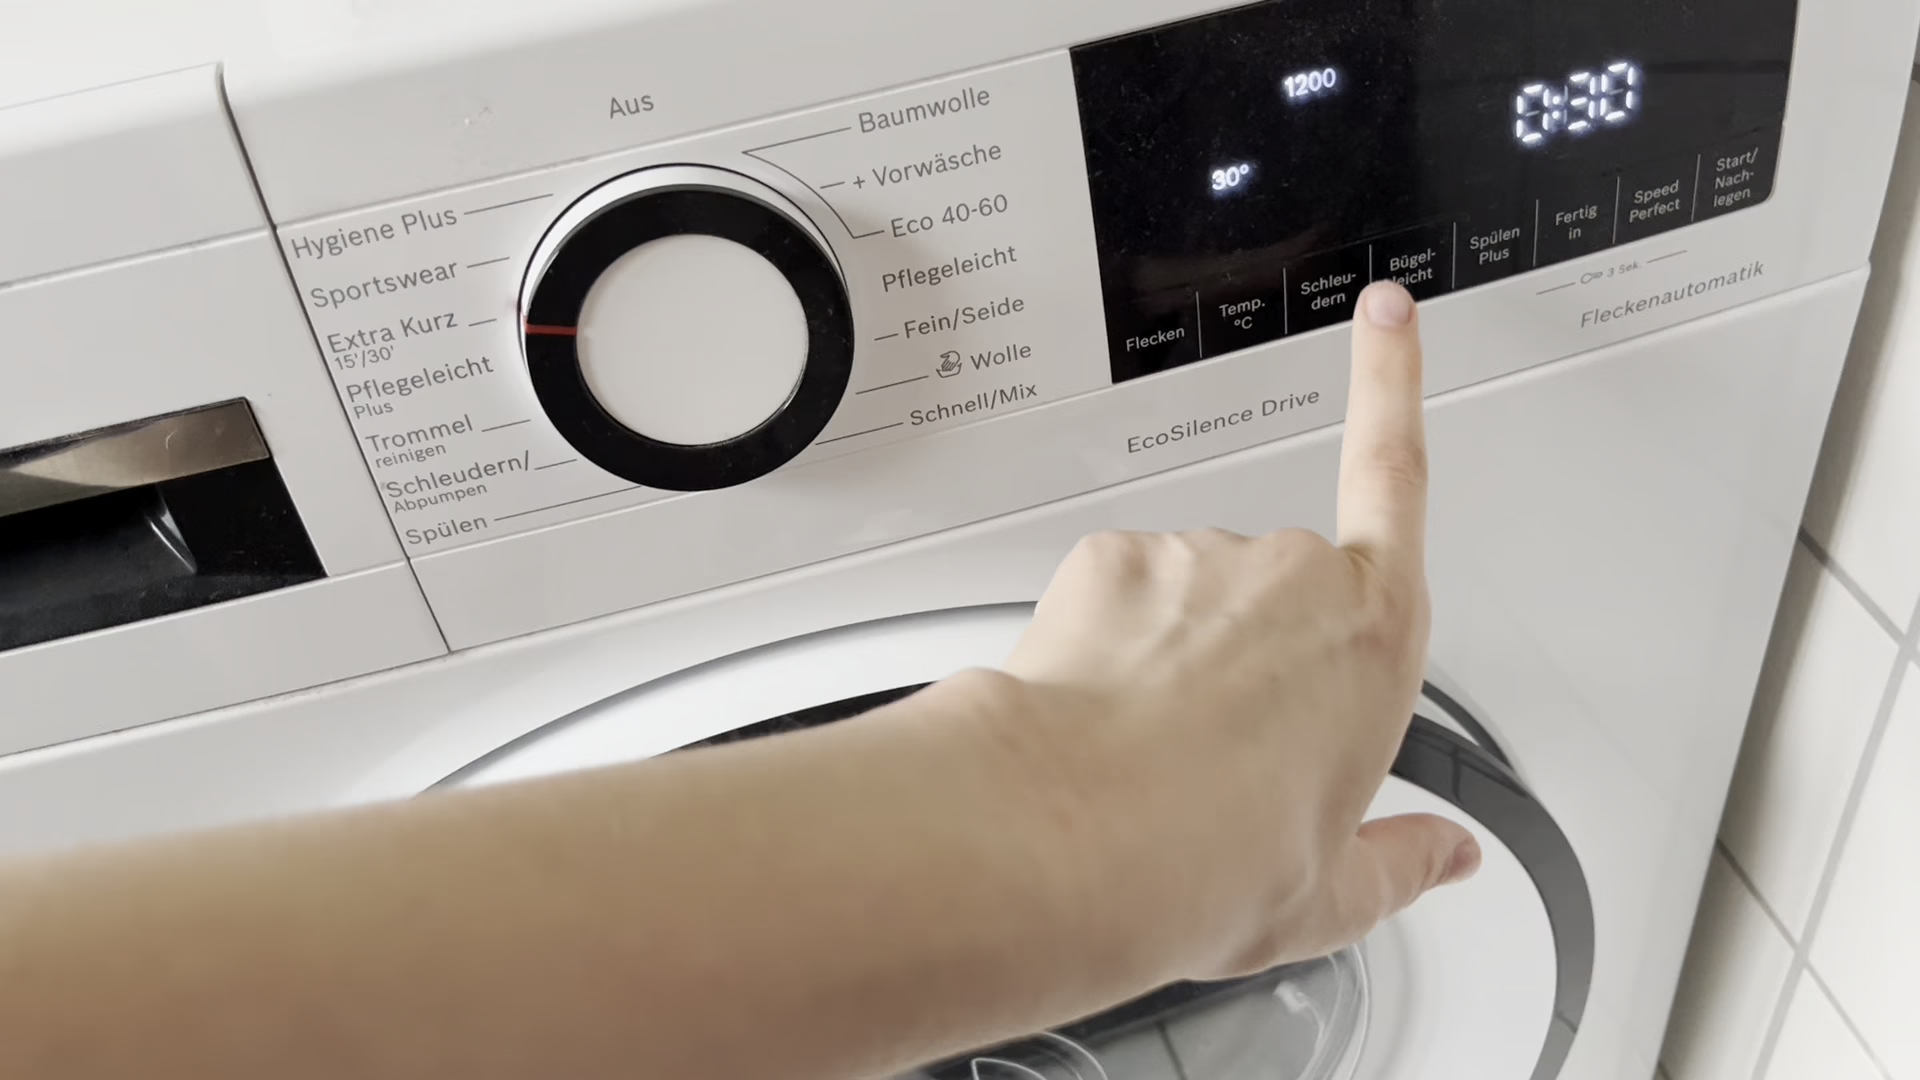 Aus
Hygiene Plus
Sportswear
Extra Kurz
15'/30'
Pflegeleicht
Plus
Trommel
reinigen
Schleudern/
Abpumpen
Spülen
Baumwolle
+ Vorwäsche
Eco 40-60
Pflegeleicht
Fein/Seide
Wolle
Schnell/Mix
1200
0:30
30°
Flecken
Temp.
°C
Schleu-
dern
Bügel-
leicht
Spülen
Plus
Fertig
in
Speed
Perfect
Start/
Nach-
legen
3 Sek.
EcoSilence Drive
Fleckenautomatik